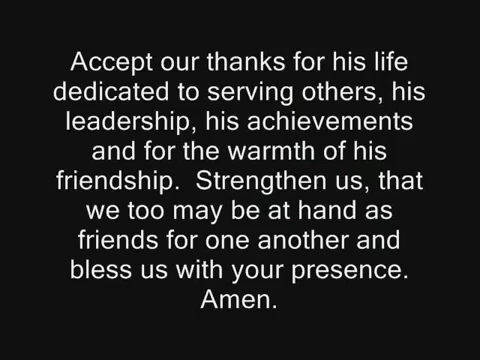 Accept our thanks for his life
dedicated to serving others, his
leadership, his achievements
and for the warmth of his
friendship.  Strengthen us, that
we too may be at hand as
friends for one another and
bless us with your presence.
Amen.